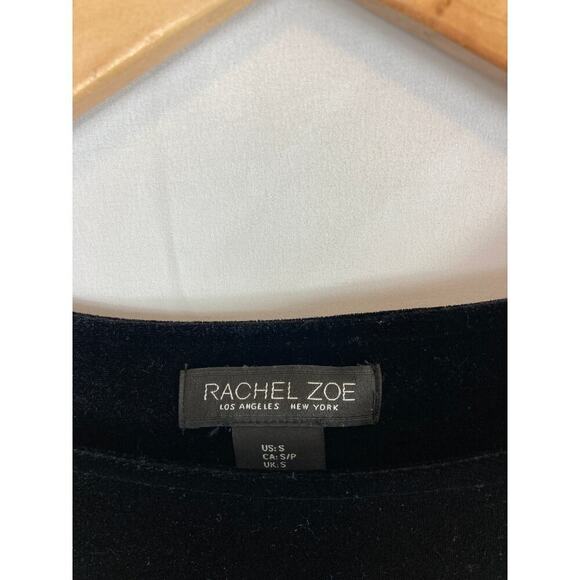 RACHEL ZOE
LOS ANGELES NEW YORK
US: S
CA: S/P
UK: S